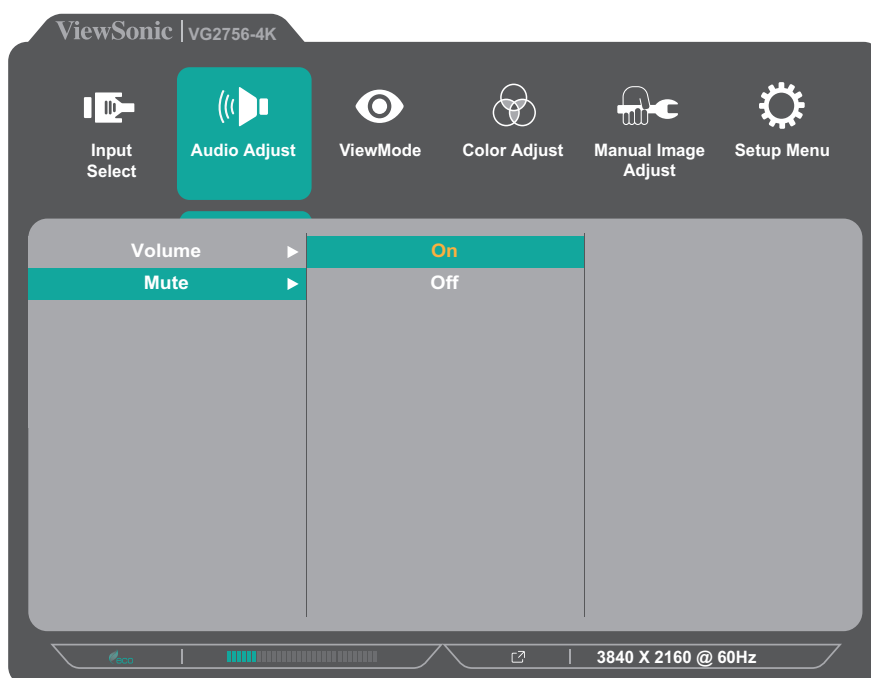 ViewSonic | VG2756-4K
Input
Select
Audio Adjust
ViewMode
Color Adjust
Manual Image
Adjust
Setup Menu
Volume
On
Mute
Off
eco
3840 X 2160 @ 60Hz